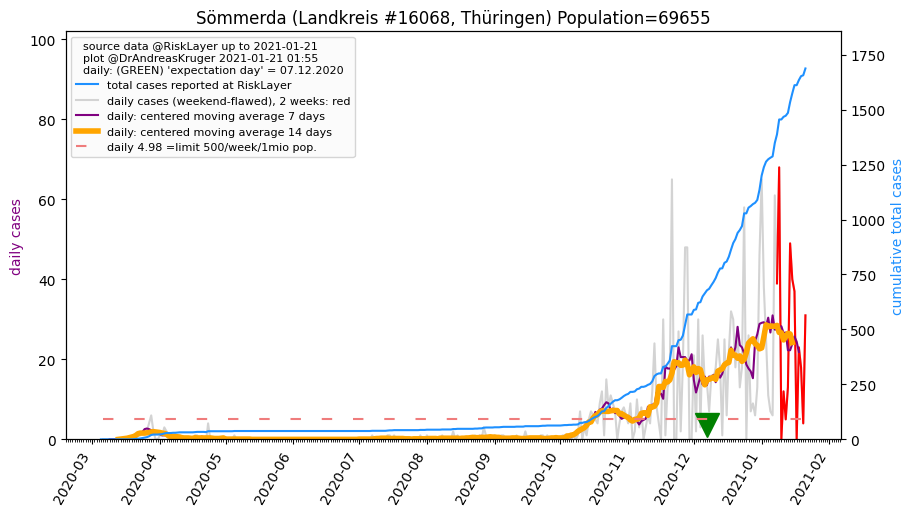 Sömmerda (Landkreis #16068, Thüringen) Population=69655
source data @RiskLayer up to 2021-01-21
plot @DrAndreasKruger 2021-01-21 01:55
daily: (GREEN) 'expectation day' = 07.12.2020
total cases reported at RiskLayer
daily cases (weekend-flawed), 2 weeks: red
daily: centered moving average 7 days
daily: centered moving average 14 days
daily 4.98 =limit 500/week/1mio pop.
daily cases
100
80
60
40
20
0
cumulative total cases
1750
1500
1250
1000
750
500
250
0
2020-03
2020-04
2020-05
2020-06
2020-07
2020-08
2020-09
2020-10
2020-11
2020-12
2021-01
2021-02